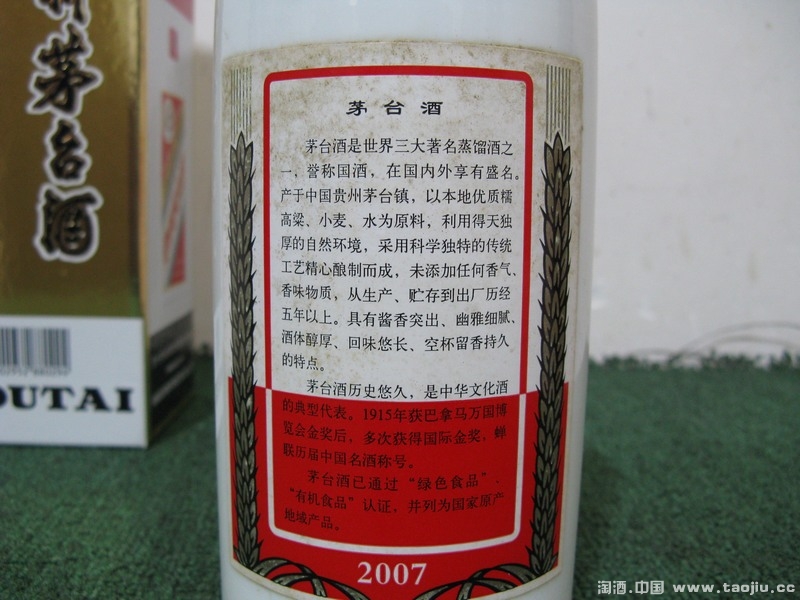 茅台酒
OUTAI
茅台酒
茅台酒是世界三大著名蒸馏酒之
一，誉称国酒，在国内外享有盛名。
产于中国贵州茅台镇，以本地优质糯
高粱、小麦、水为原料，利用得天独
厚的自然环境，采用科学独特的传统
工艺精心酿制而成，未添加任何香气、
香味物质，从生产、贮存到出厂历经
五年以上。具有酱香突出、幽雅细腻、
酒体醇厚、回味悠长、空杯留香持久
的特点。
茅台酒历史悠久，是中华文化酒
的典型代表。1915年获巴拿马万国博
览会金奖后，多次获得国际金奖，蝉
联历届中国名酒称号。
茅台酒已通过“绿色食品”、
“有机食品”认证，并列为国家原产
地域产品。
2007
淘酒.中国 www.taojiu.cc